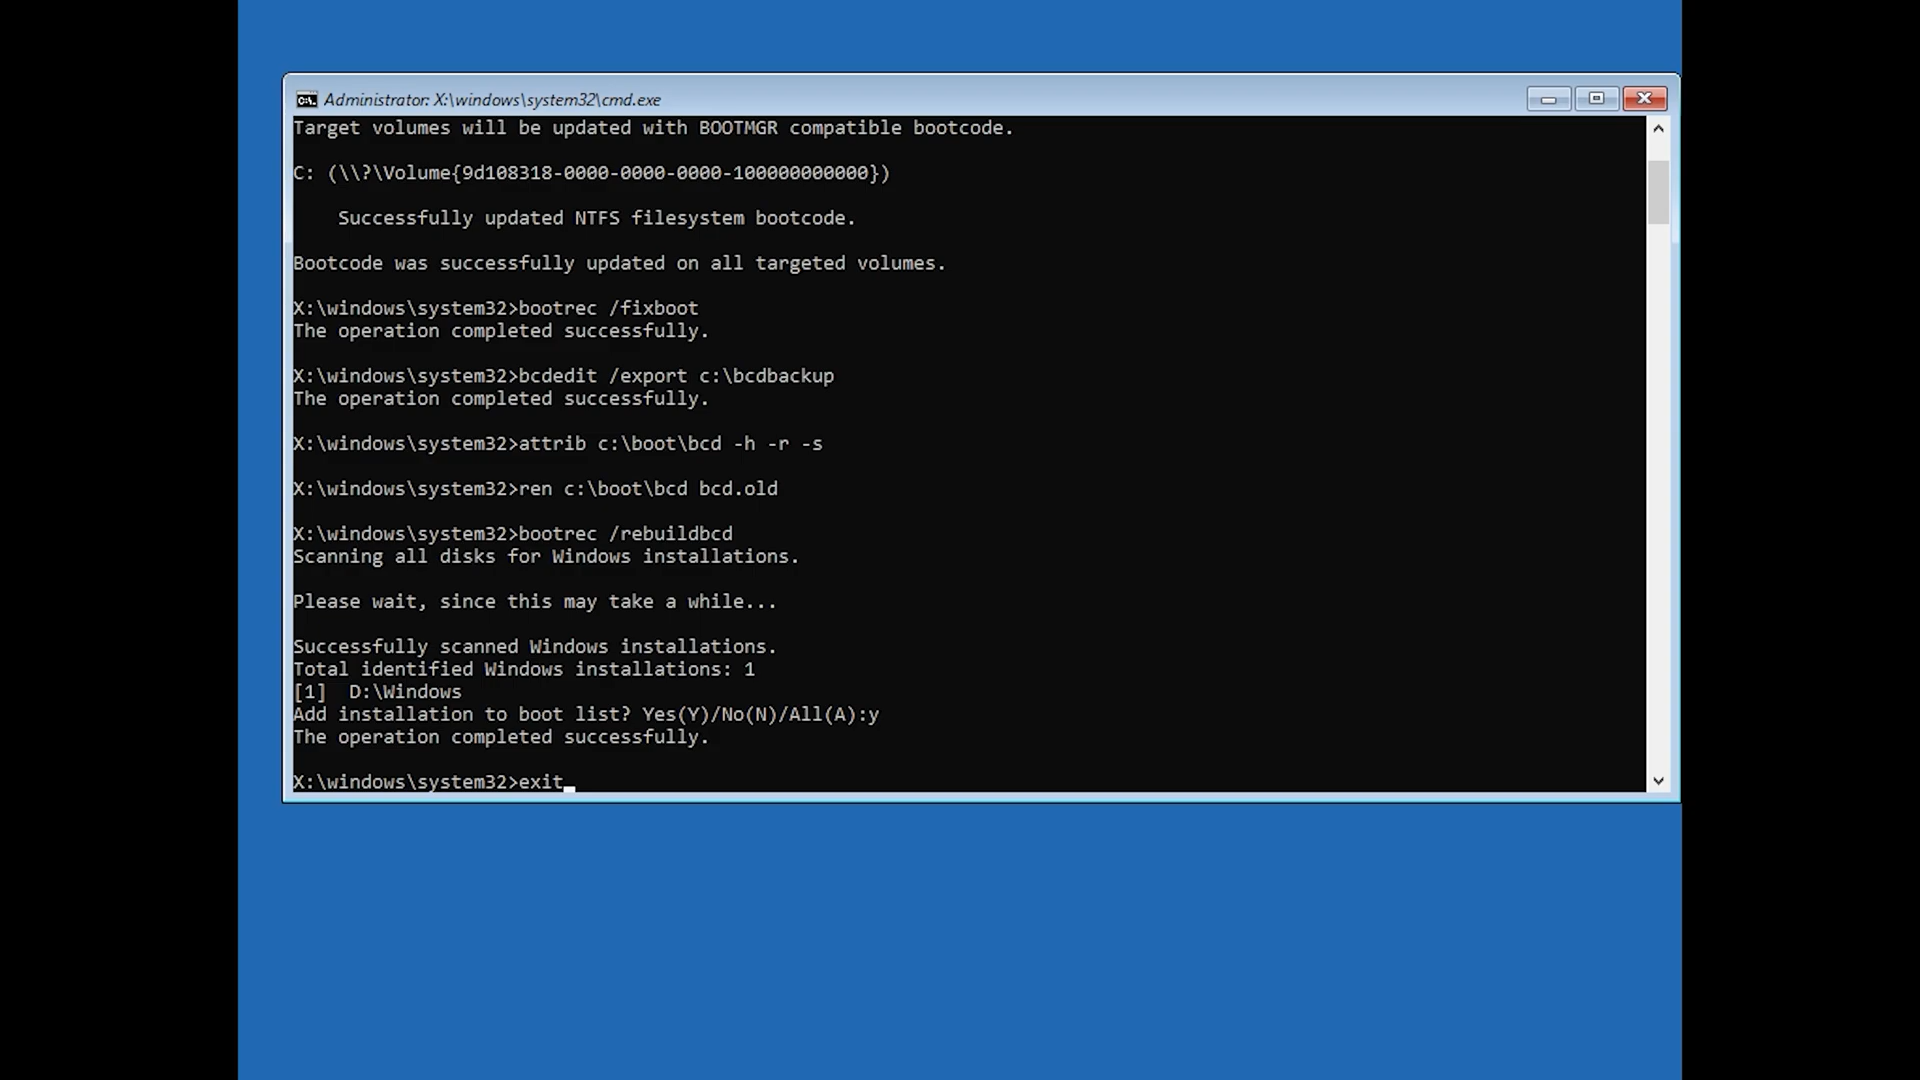 Administrator: X:\windows\system32\cmd.exe
Target volumes will be updated with BOOTMGR compatible bootcode.
C: (\\?\Volume{9d108318-0000-0000-0000-100000000000})
Successfully updated NTFS filesystem bootcode.
Bootcode was successfully updated on all targeted volumes.
X:\windows\system32>bootrec /fixboot
The operation completed successfully.
X:\windows\system32>bcdedit /export c:\bcdbackup
The operation completed successfully.
X:\windows\system32>attrib c:\boot\bcd -h -r -s
X:\windows\system32>ren c:\boot\bcd bcd.old
X:\windows\system32>bootrec /rebuildbcd
Scanning all disks for Windows installations.
Please wait, since this may take a while...
Successfully scanned Windows installations.
Total identified Windows installations: 1
[1]  D:\Windows
Add installation to boot list? Yes(Y)/No(N)/All(A):y
The operation completed successfully.
X:\windows\system32>exit